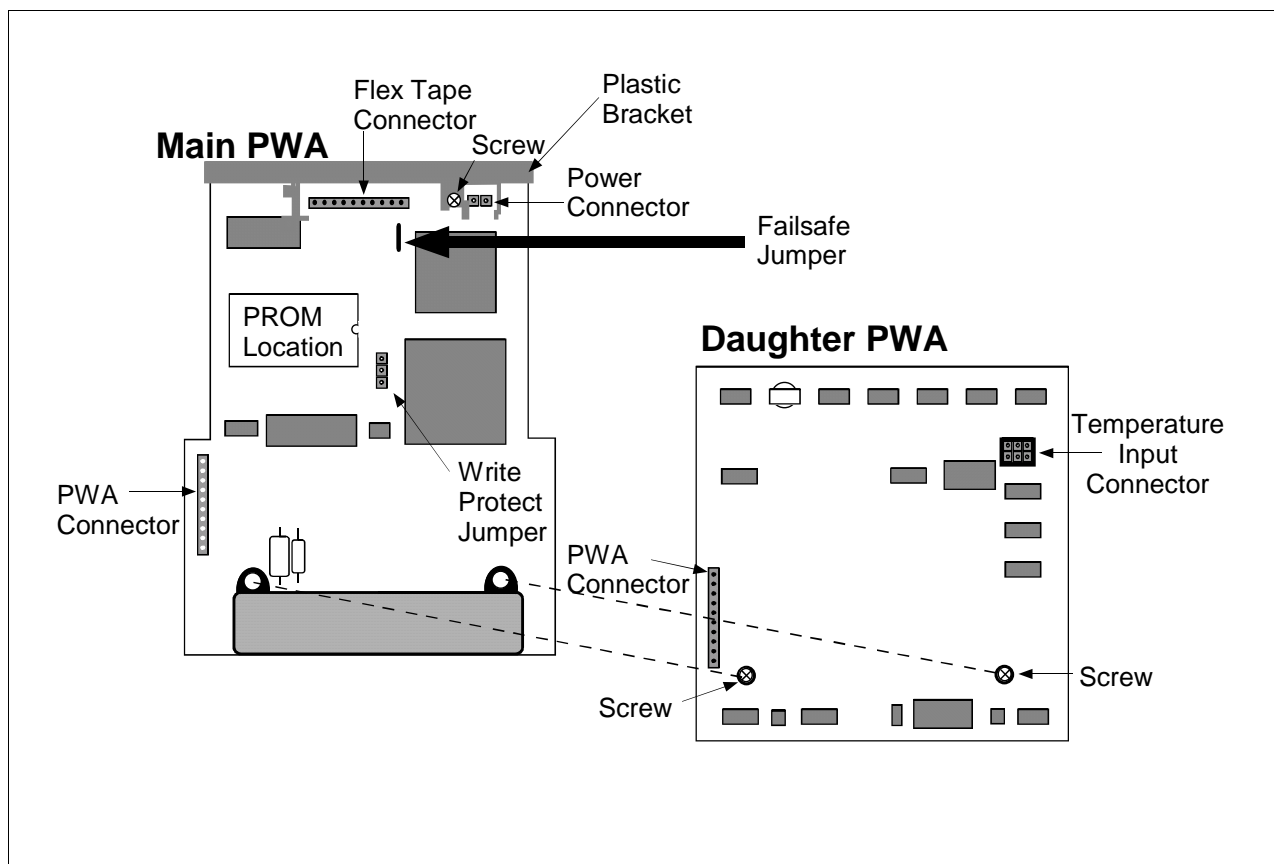 Flex Tape
Connector
Plastic
Bracket
Main PWA
Screw
Power
Connector
Failsafe
Jumper
PROM
Location
Daughter PWA
Temperature
Input
Connector
Write
Protect
Jumper
PWA
Connector
PWA
Connector
Screw
Screw